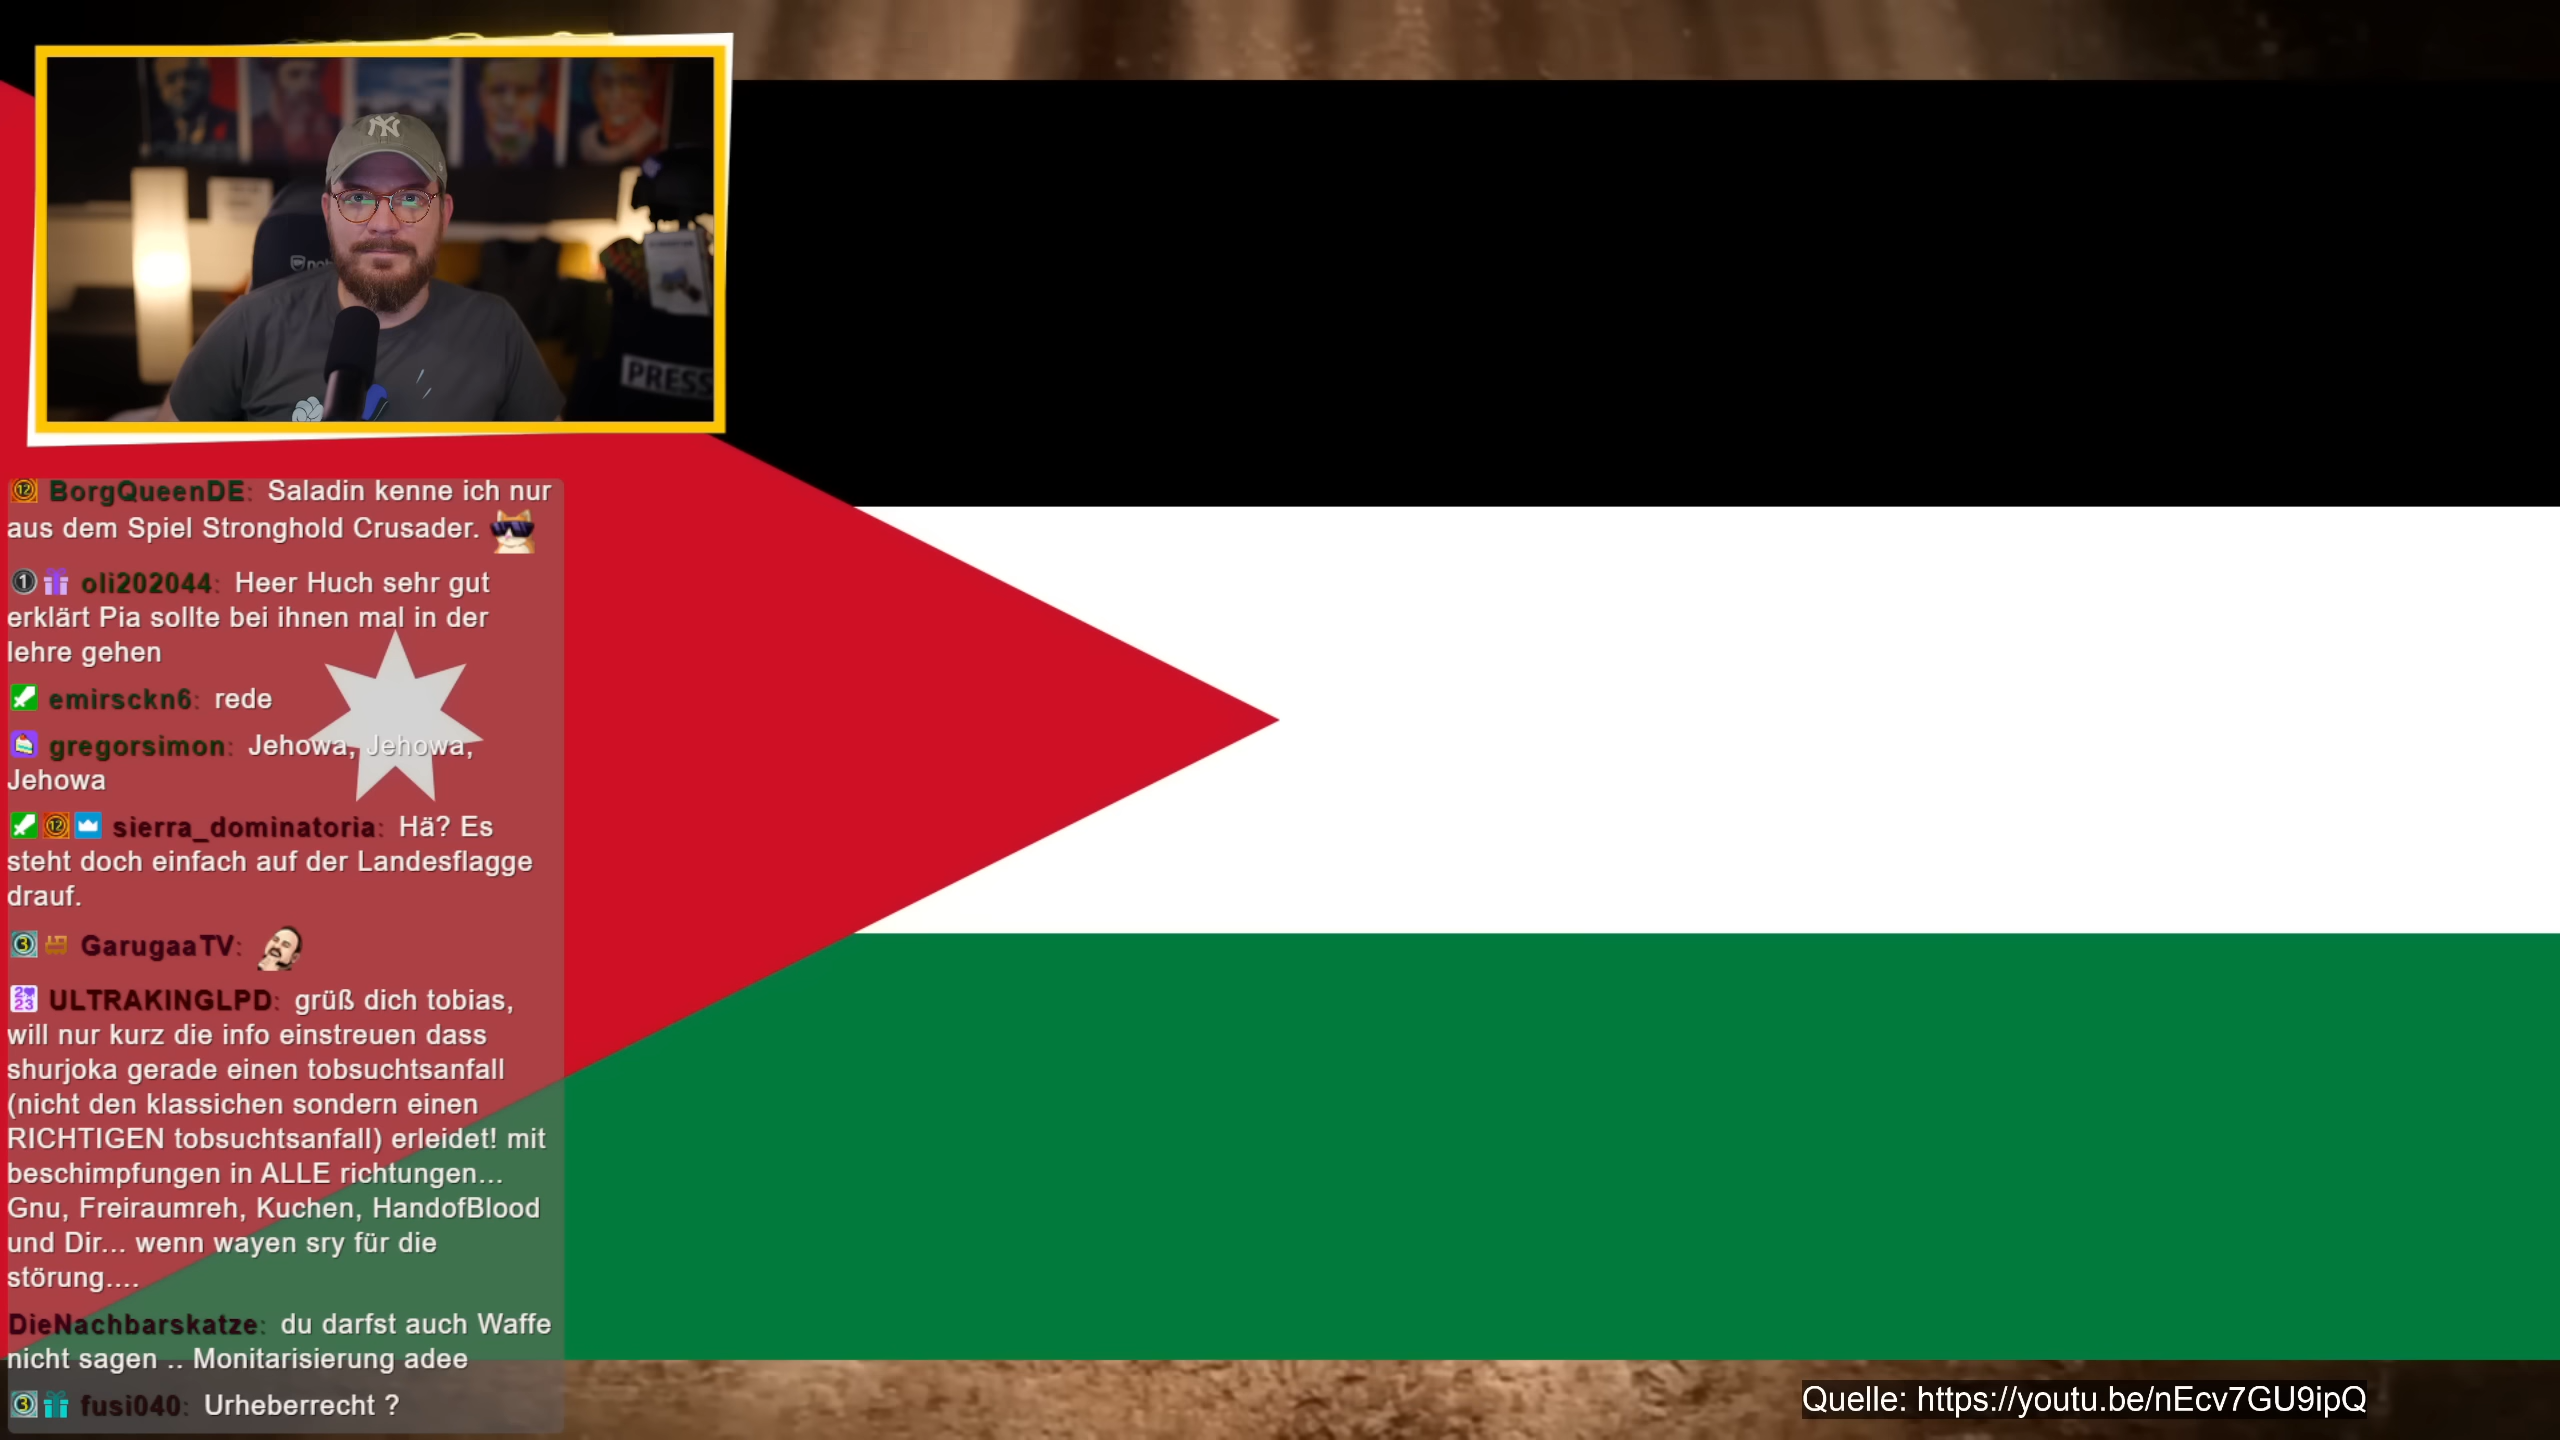 NY
PRESS
BorgQueenDE: Saladin kenne ich nur
aus dem Spiel Stronghold Crusader.
oli202044: Heer Huch sehr gut
erklärt Pia sollte bei ihnen mal in der
lehre gehen
emirsckn6: rede
gregorsimon: Jehowa, Jehowa,
Jehowa
sierra_dominatoria: Hä? Es
steht doch einfach auf der Landesflagge
drauf.
GarugaaTV:
ULTRAKINGLPD: grüß dich tobias,
will nur kurz die info einstreuen dass
shurjoka gerade einen tobsuchtsanfall
(nicht den klassichen sondern einen
RICHTIGEN tobsuchtsanfall) erleidet! mit
beschimpfungen in ALLE richtungen...
Gnu, Freiraumreh, Kuchen, HandofBlood
und Dir... wenn wayen sry für die
störung....
DieNachbarskatze: du darfst auch Waffe
nicht sagen .. Monitarisierung adee
fusi040: Urheberrecht ?
Quelle: https://youtu.be/nEcv7GU9ipQ